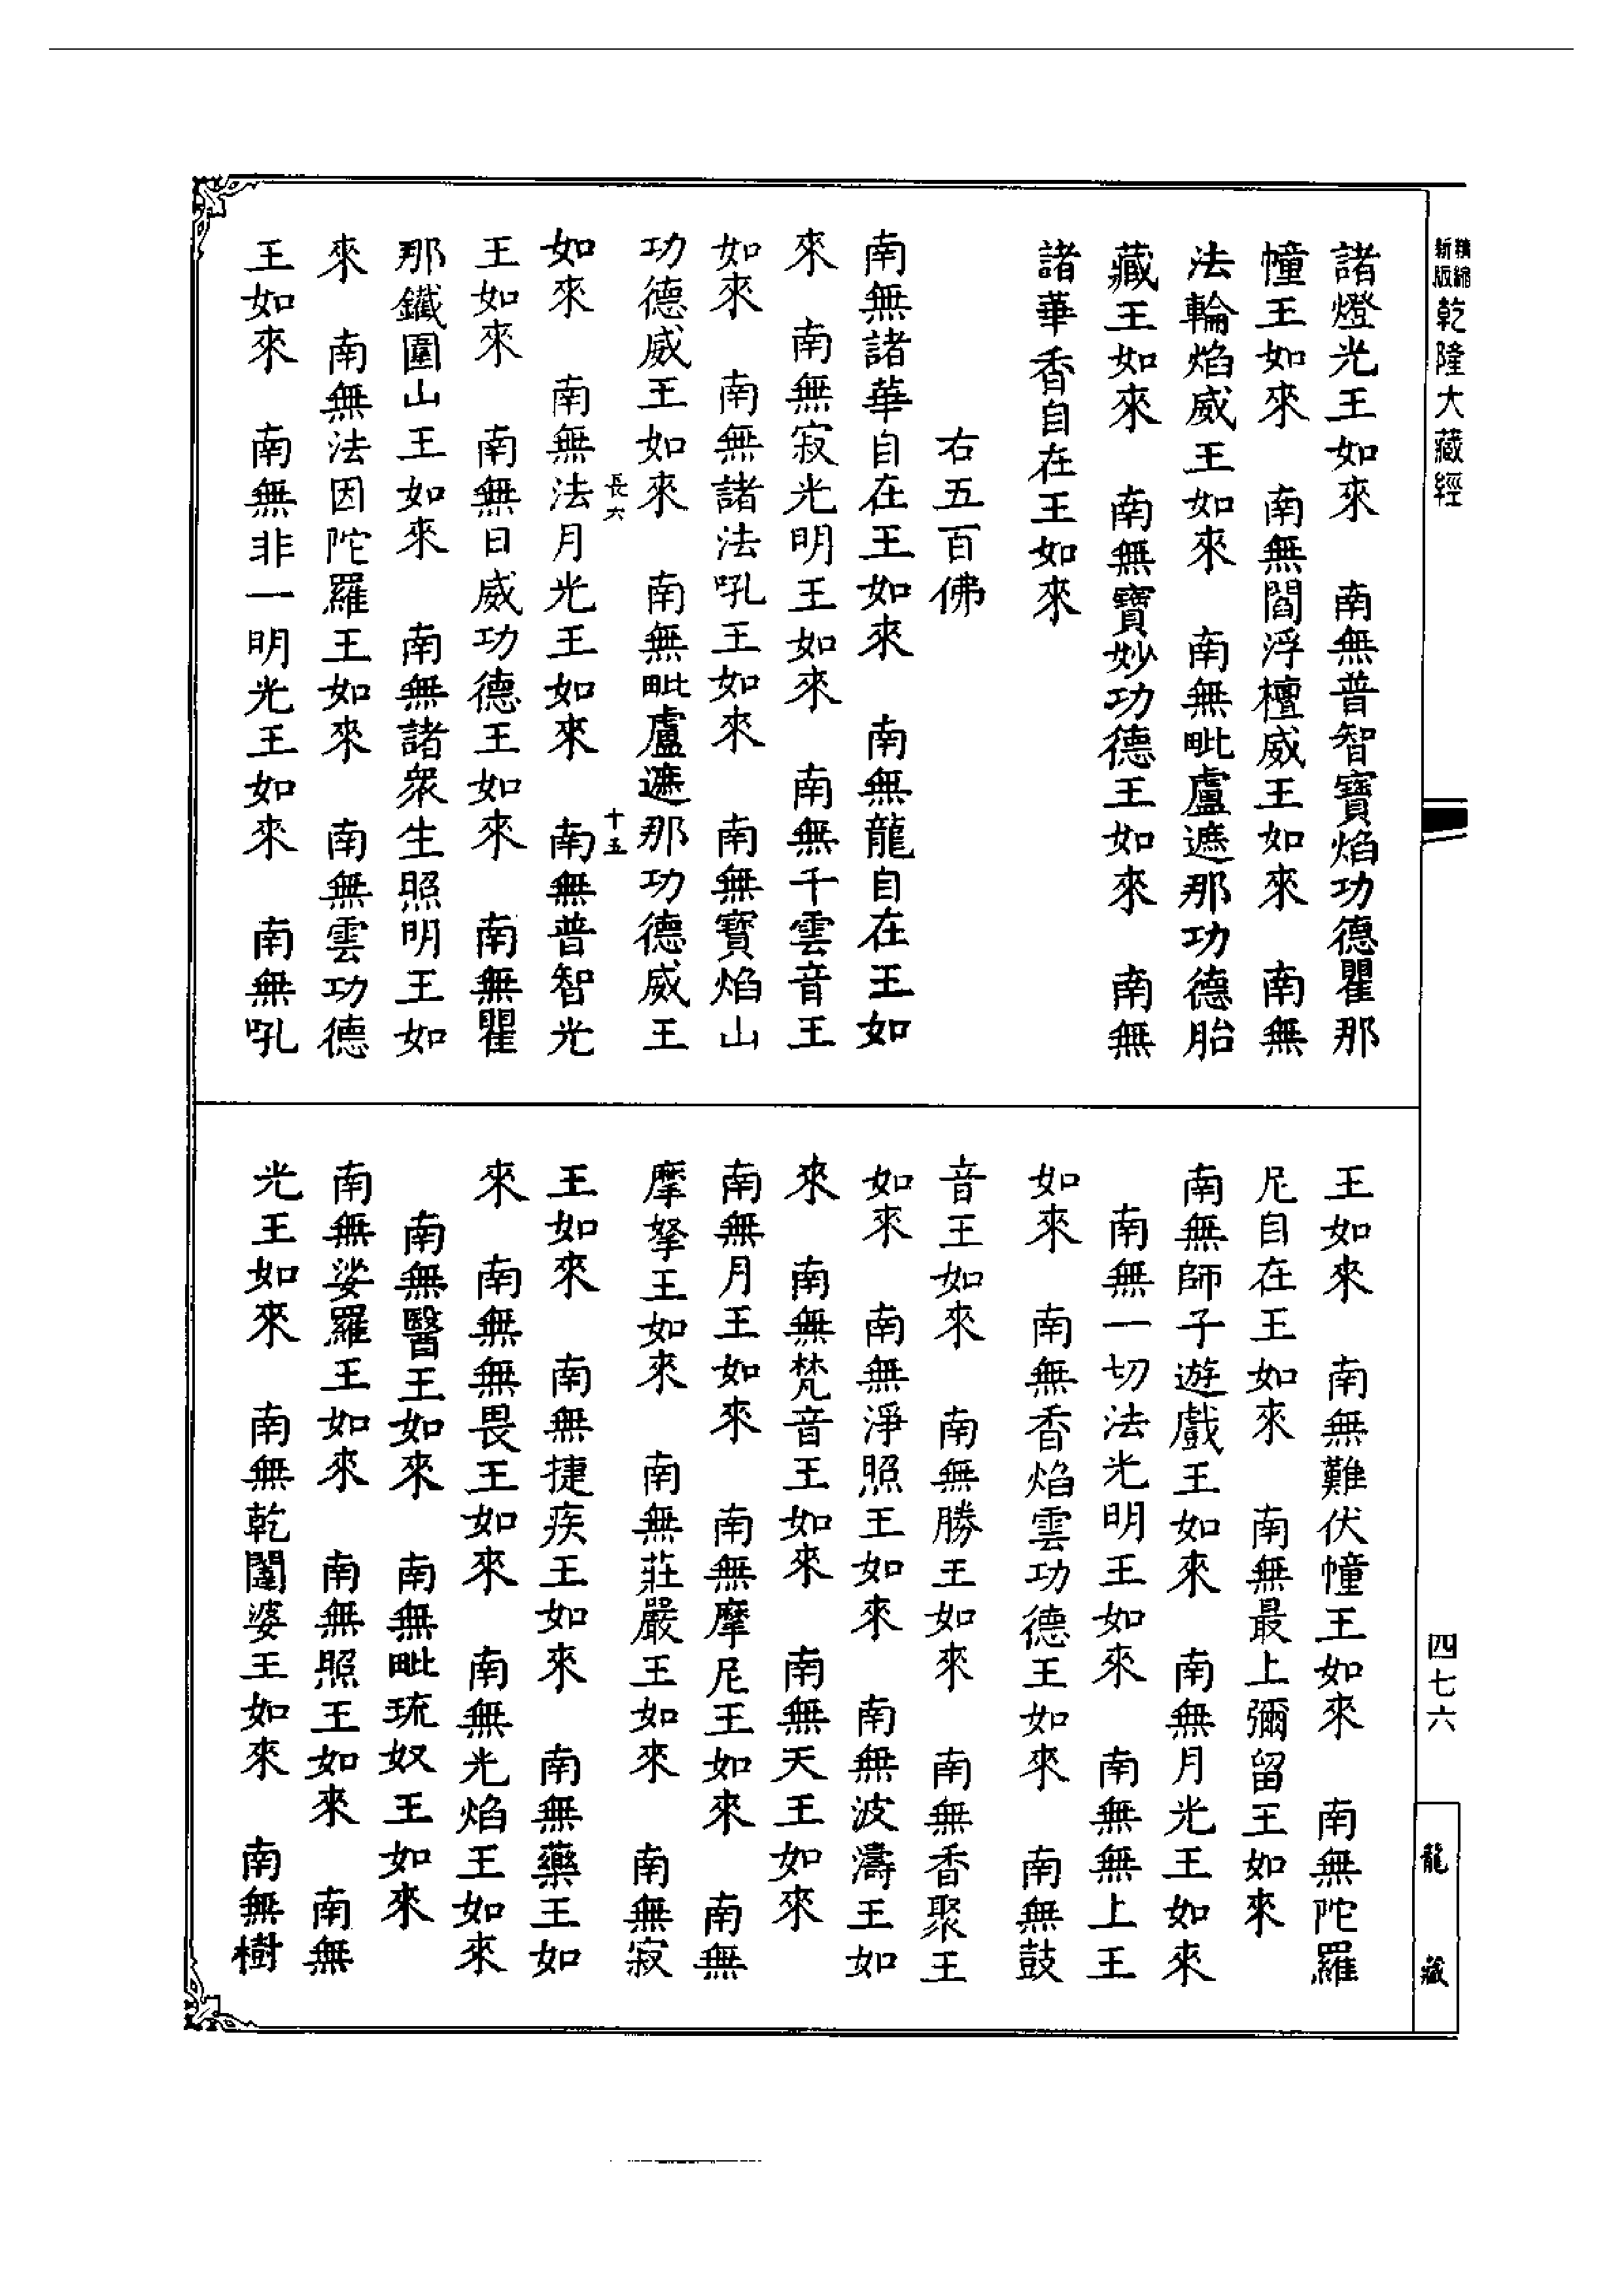 精縮新版乾隆大藏經
諸燈光王如來　南無普智寶焰功德瞿那
幢王如來　南無閻浮檀威王如來　南無
法輪焰威王如來　南無毗盧遮那功德胎
藏王如來　南無寶妙功德王如來　南無
諸華香自在王如來
右五百佛
南無諸華自在王如來　南無龍自在王如
來　南無寂光明王如來　南無千雲音王
如來　南無諸法吼王如來　南無寶焰山
功德威王如來　南無毗盧遮那功德威王
長六　十五
如來　南無法月光王如來　南無普智光
王如來　南無日威功德王如來　南無瞿
那鐵圍山王如來　南無諸衆生照明王如
來　南無法因陀羅王如來　南無雲功德
王如來　南無非一明光王如來　南無吼
王如來　南無難伏幢王如來　南無陀羅
尼自在王如來　南無最上彌留王如來
南無師子遊戲王如來　南無月光王如來
南無一切法光明王如來　南無無上王
如來　南無香焰雲功德王如來　南無鼓
音王如來　南無勝王如來　南無香聚王
如來　南無淨照王如來　南無波濤王如
來　南無梵音王如來　南無天王如來
南無月王如來　南無摩尼王如來　南無
摩拏王如來　南無莊嚴王如來　南無寂
王如來　南無捷疾王如來　南無藥王如
來　南無無畏王如來　南無光焰王如來
南無醫王如來　南無毗琉奴王如來
南無娑羅王如來　南無照王如來　南無
光王如來　南無乾闥婆王如來　南無樹
四七六
龍藏